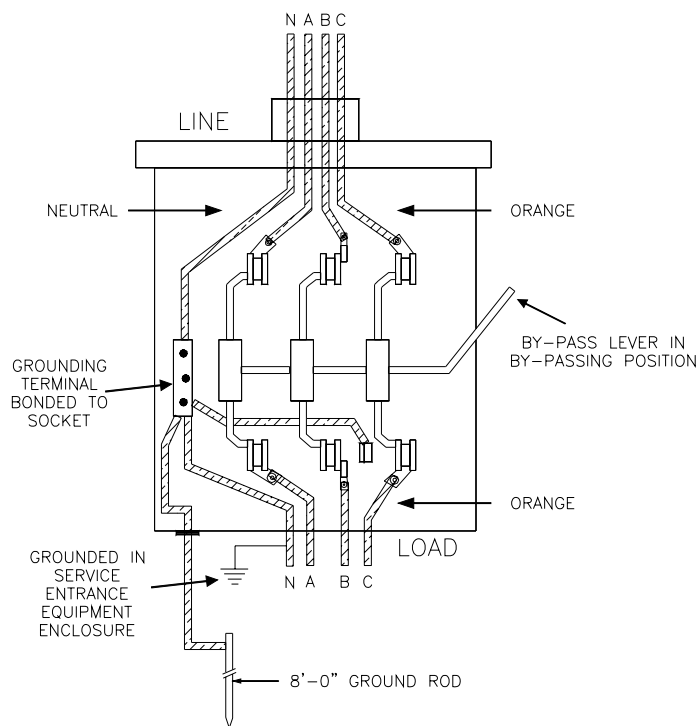 N A B C
LINE
NEUTRAL
ORANGE
BY-PASS LEVER IN
BY-PASSING POSITION
GROUNDING
TERMINAL
BONDED TO
SOCKET
ORANGE
LOAD
GROUNDED IN
SERVICE
ENTRANCE
EQUIPMENT
ENCLOSURE
N A B C
8'-0" GROUND ROD